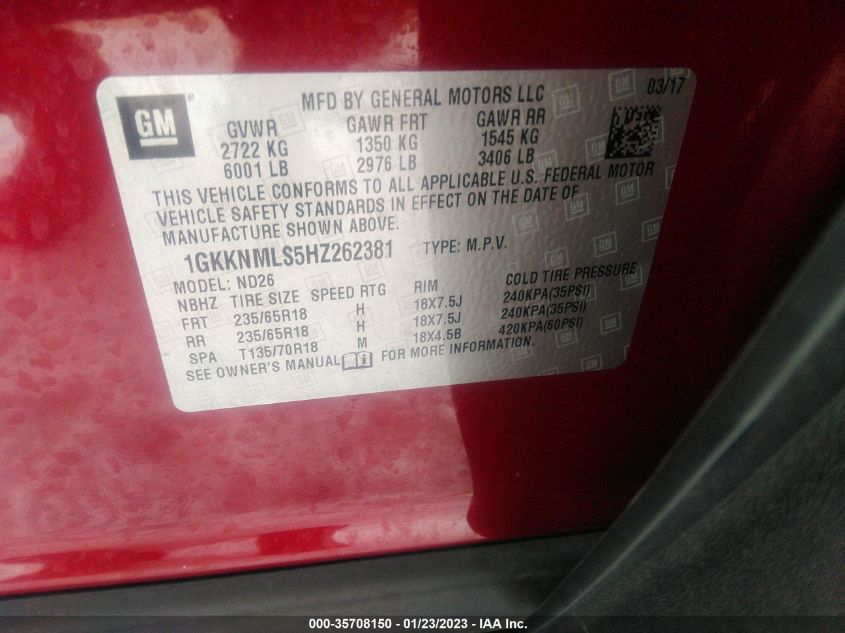 GM
MFD BY GENERAL MOTORS LLC
03/17
GVWR GAWR FRT GAWR RR
2722 KG 1350 KG 1545 KG
6001 LB 2976 LB 3406 LB
THIS VEHICLE CONFORMS TO ALL APPLICABLE U.S. FEDERAL MOTOR
VEHICLE SAFETY STANDARDS IN EFFECT ON THE DATE OF
MANUFACTURE SHOWN ABOVE.
1GKKNMLS5HZ262381 TYPE: M.P.V.
MODEL: ND26
NBHZ TIRE SIZE SPEED RTG RIM COLD TIRE PRESSURE
FRT 235/65R18 H 18X7.5J 240KPA(35PSI)
RR 235/65R18 H 18X7.5J 240KPA(35PSI)
SPA T135/70R18 M 18X4.5B 420KPA(60PSI)
SEE OWNER'S MANUAL FOR MORE INFORMATION.
000-35708150 - 01/23/2023 - IAA Inc.